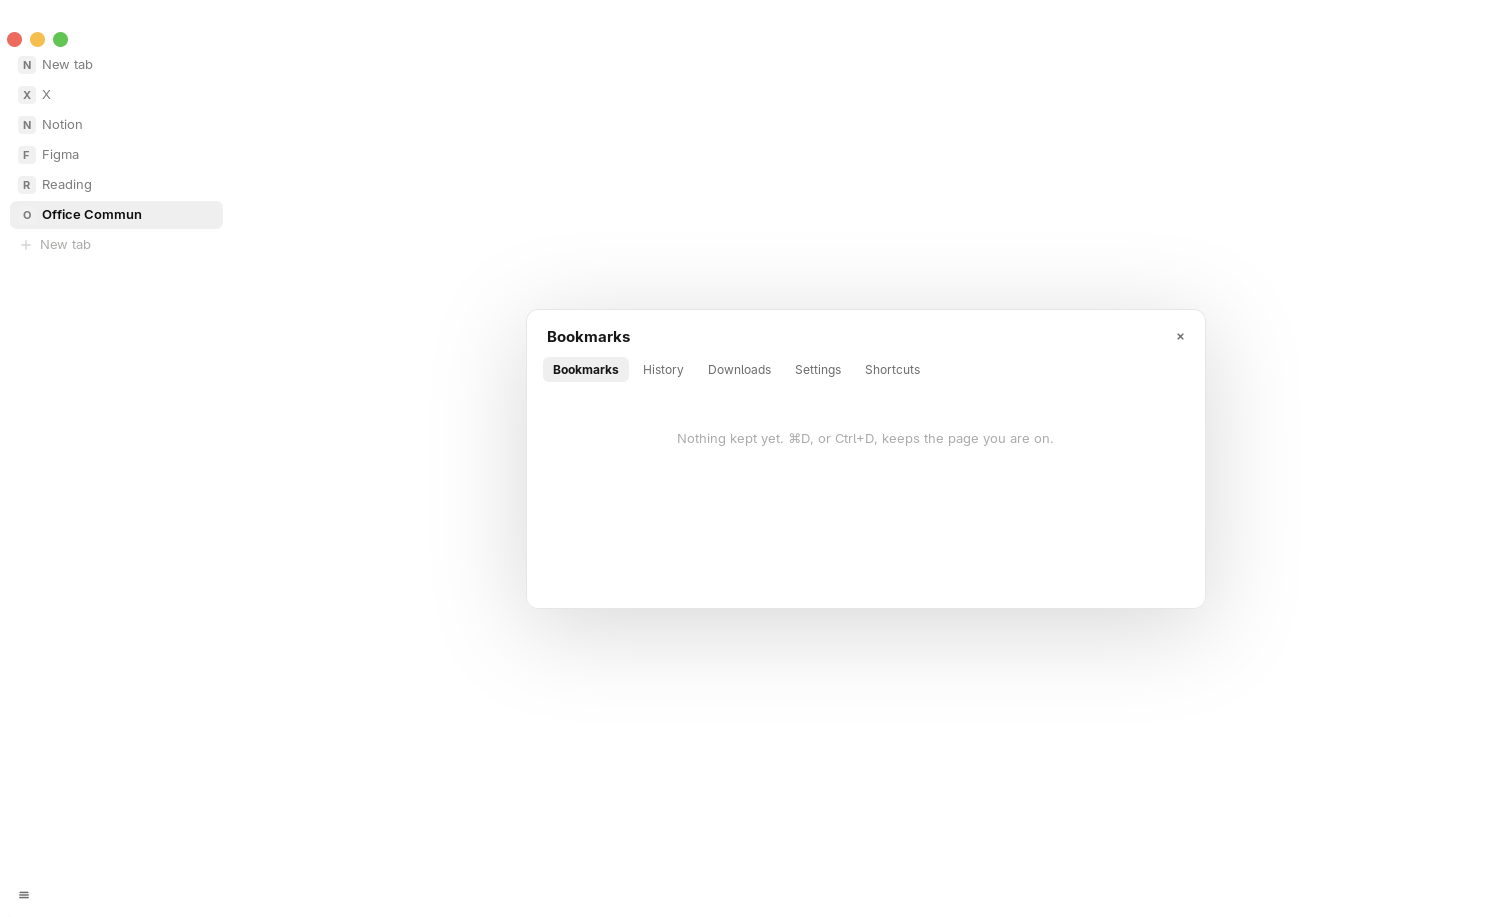 N New tab
X X
N Notion
F Figma
R Reading
O Office Commun
+ New tab
Bookmarks ×
Bookmarks History Downloads Settings Shortcuts
Nothing kept yet. ⌘D, or Ctrl+D, keeps the page you are on.